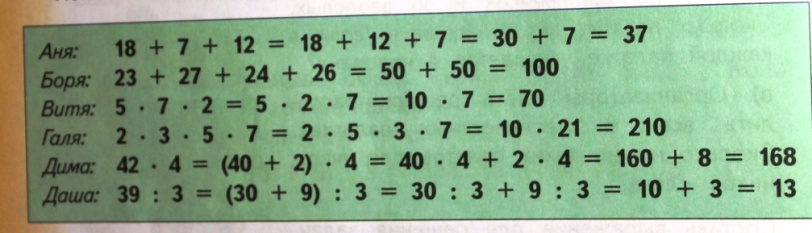 Аня: 18 + 7 + 12 = 18 + 12 + 7 = 30 + 7 = 37
Боря: 23 + 27 + 24 + 26 = 50 + 50 = 100
Витя: 5 · 7 · 2 = 5 · 2 · 7 = 10 · 7 = 70
Галя: 2 · 3 · 5 · 7 = 2 · 5 · 3 · 7 = 10 · 21 = 210
Дима: 42 · 4 = (40 + 2) · 4 = 40 · 4 + 2 · 4 = 160 + 8 = 168
Даша: 39 : 3 = (30 + 9) : 3 = 30 : 3 + 9 : 3 = 10 + 3 = 13